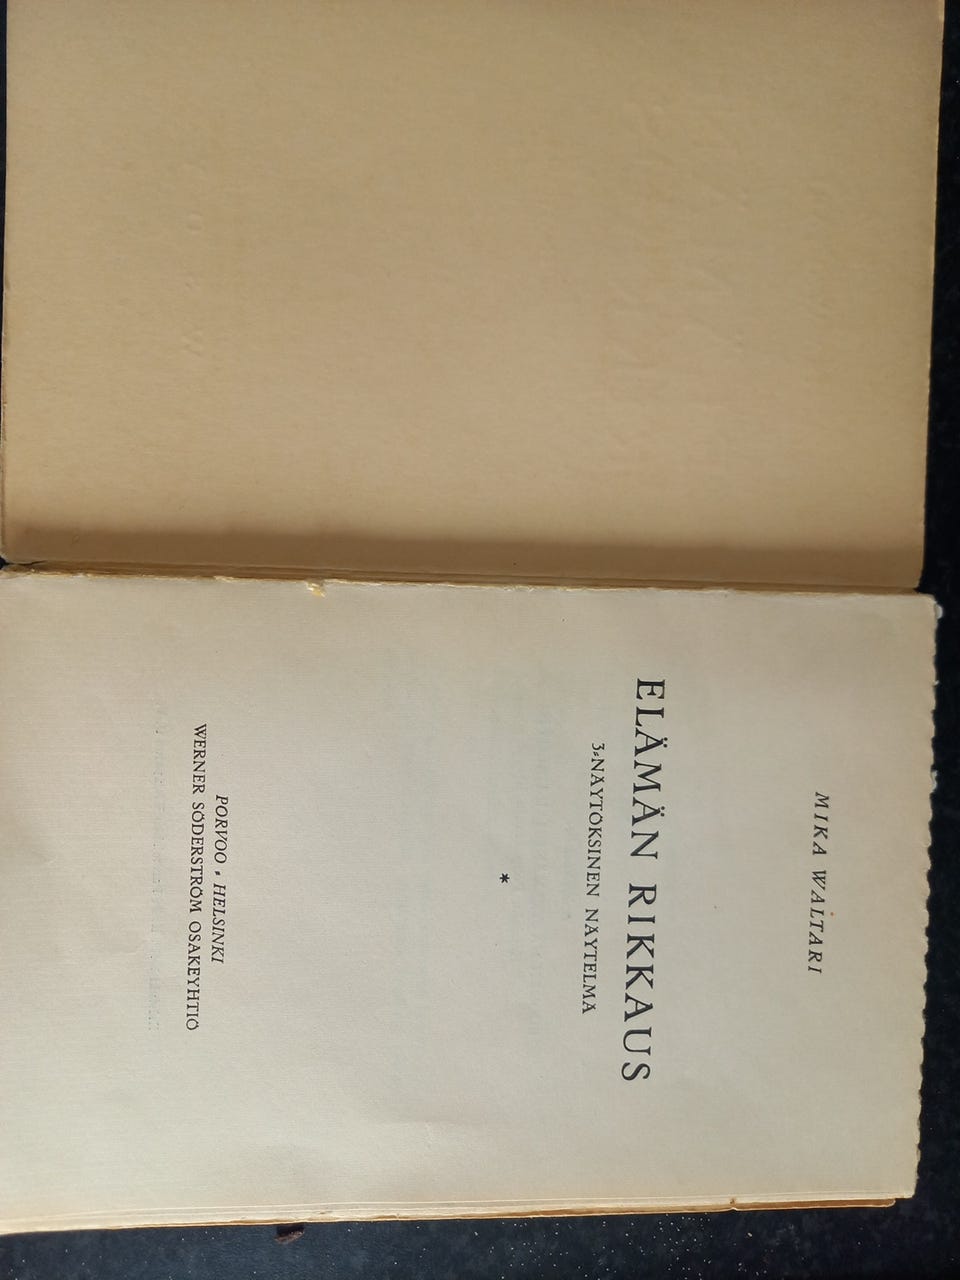 MIKA WALTARI
ELÄMÄN RIKKAUS
3-NÄYTÖKSINEN NÄYTELMÄ
*
PORVOO • HELSINKI
WERNER SÖDERSTRÖM OSAKEYHTIÖ